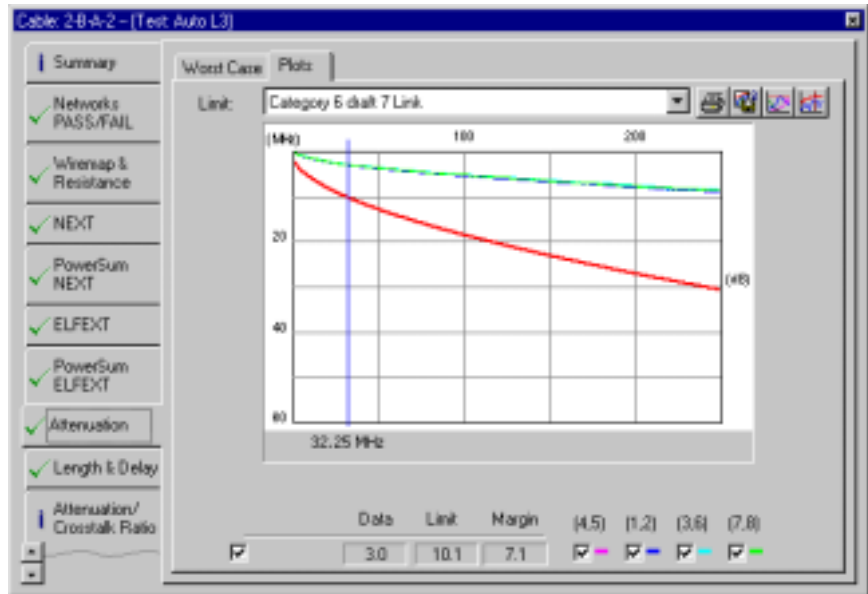 Cable: 2-B-A-2 - (Test: Auto L3)
Summary
Networks
PASS/FAIL
Wiremap &
Resistance
NEXT
PowerSum
NEXT
ELFEXT
PowerSum
ELFEXT
Attenuation
Length & Delay
Attenuation/
Crosstalk Ratio
Worst Case
Plots
Limit:
Category 6 draft 7 Link
(MHz) 100 200
20
40
60
(dB)
32.25 MHz
Data Limit Margin (4,5) (1,2) (3,6) (7,8)
3.0 10.1 7.1